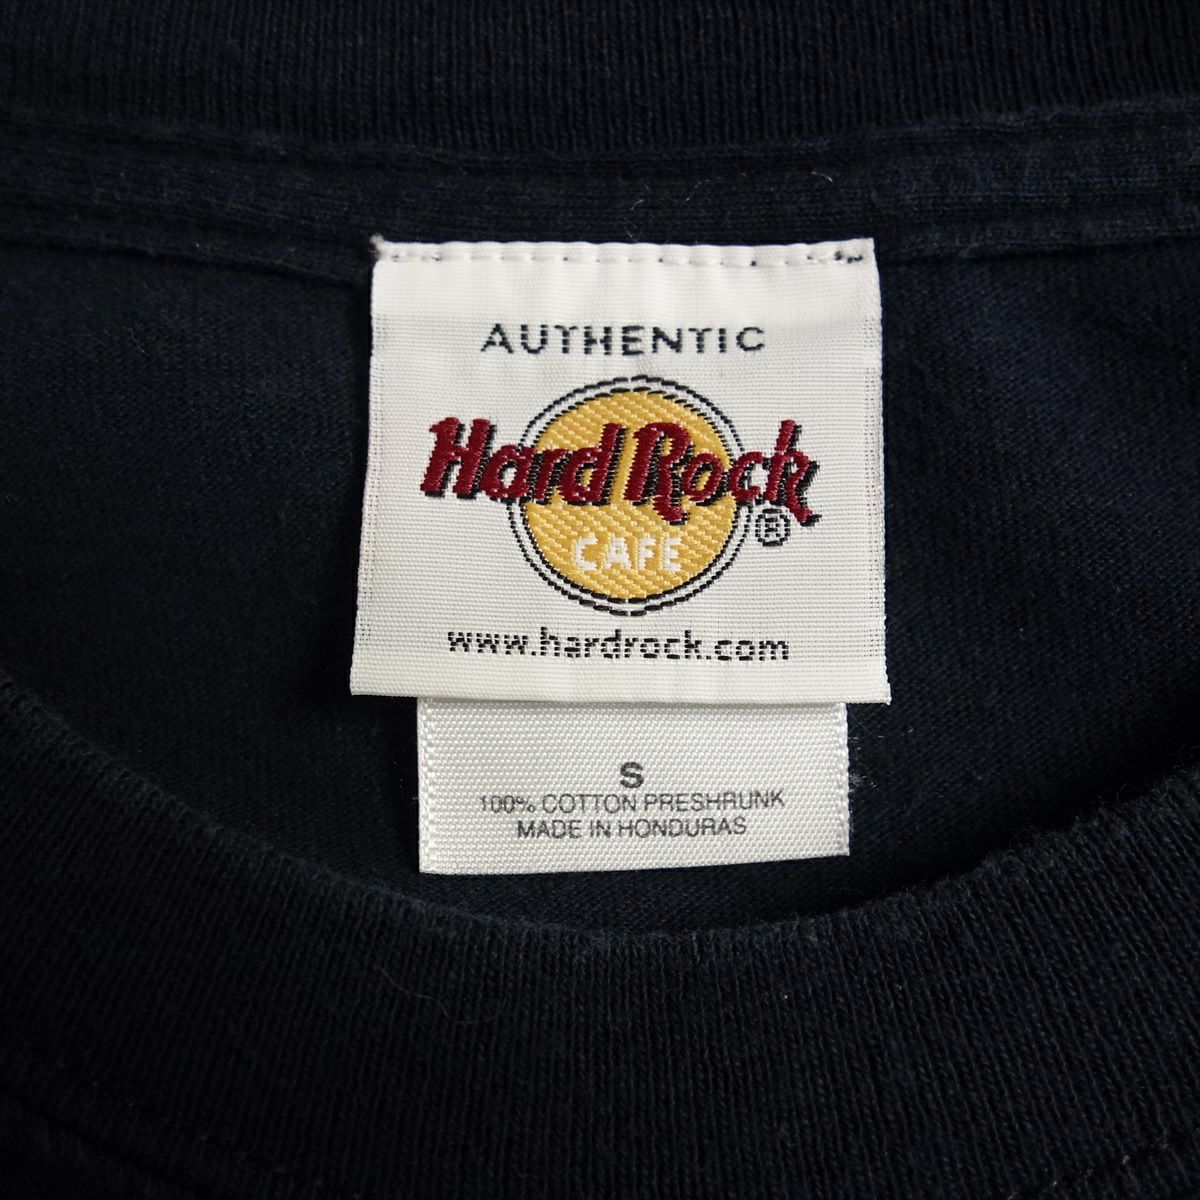 AUTHENTIC
Hard Rock ®
CAFE
www.hardrock.com
S
100% COTTON PRESHRUNK
MADE IN HONDURAS